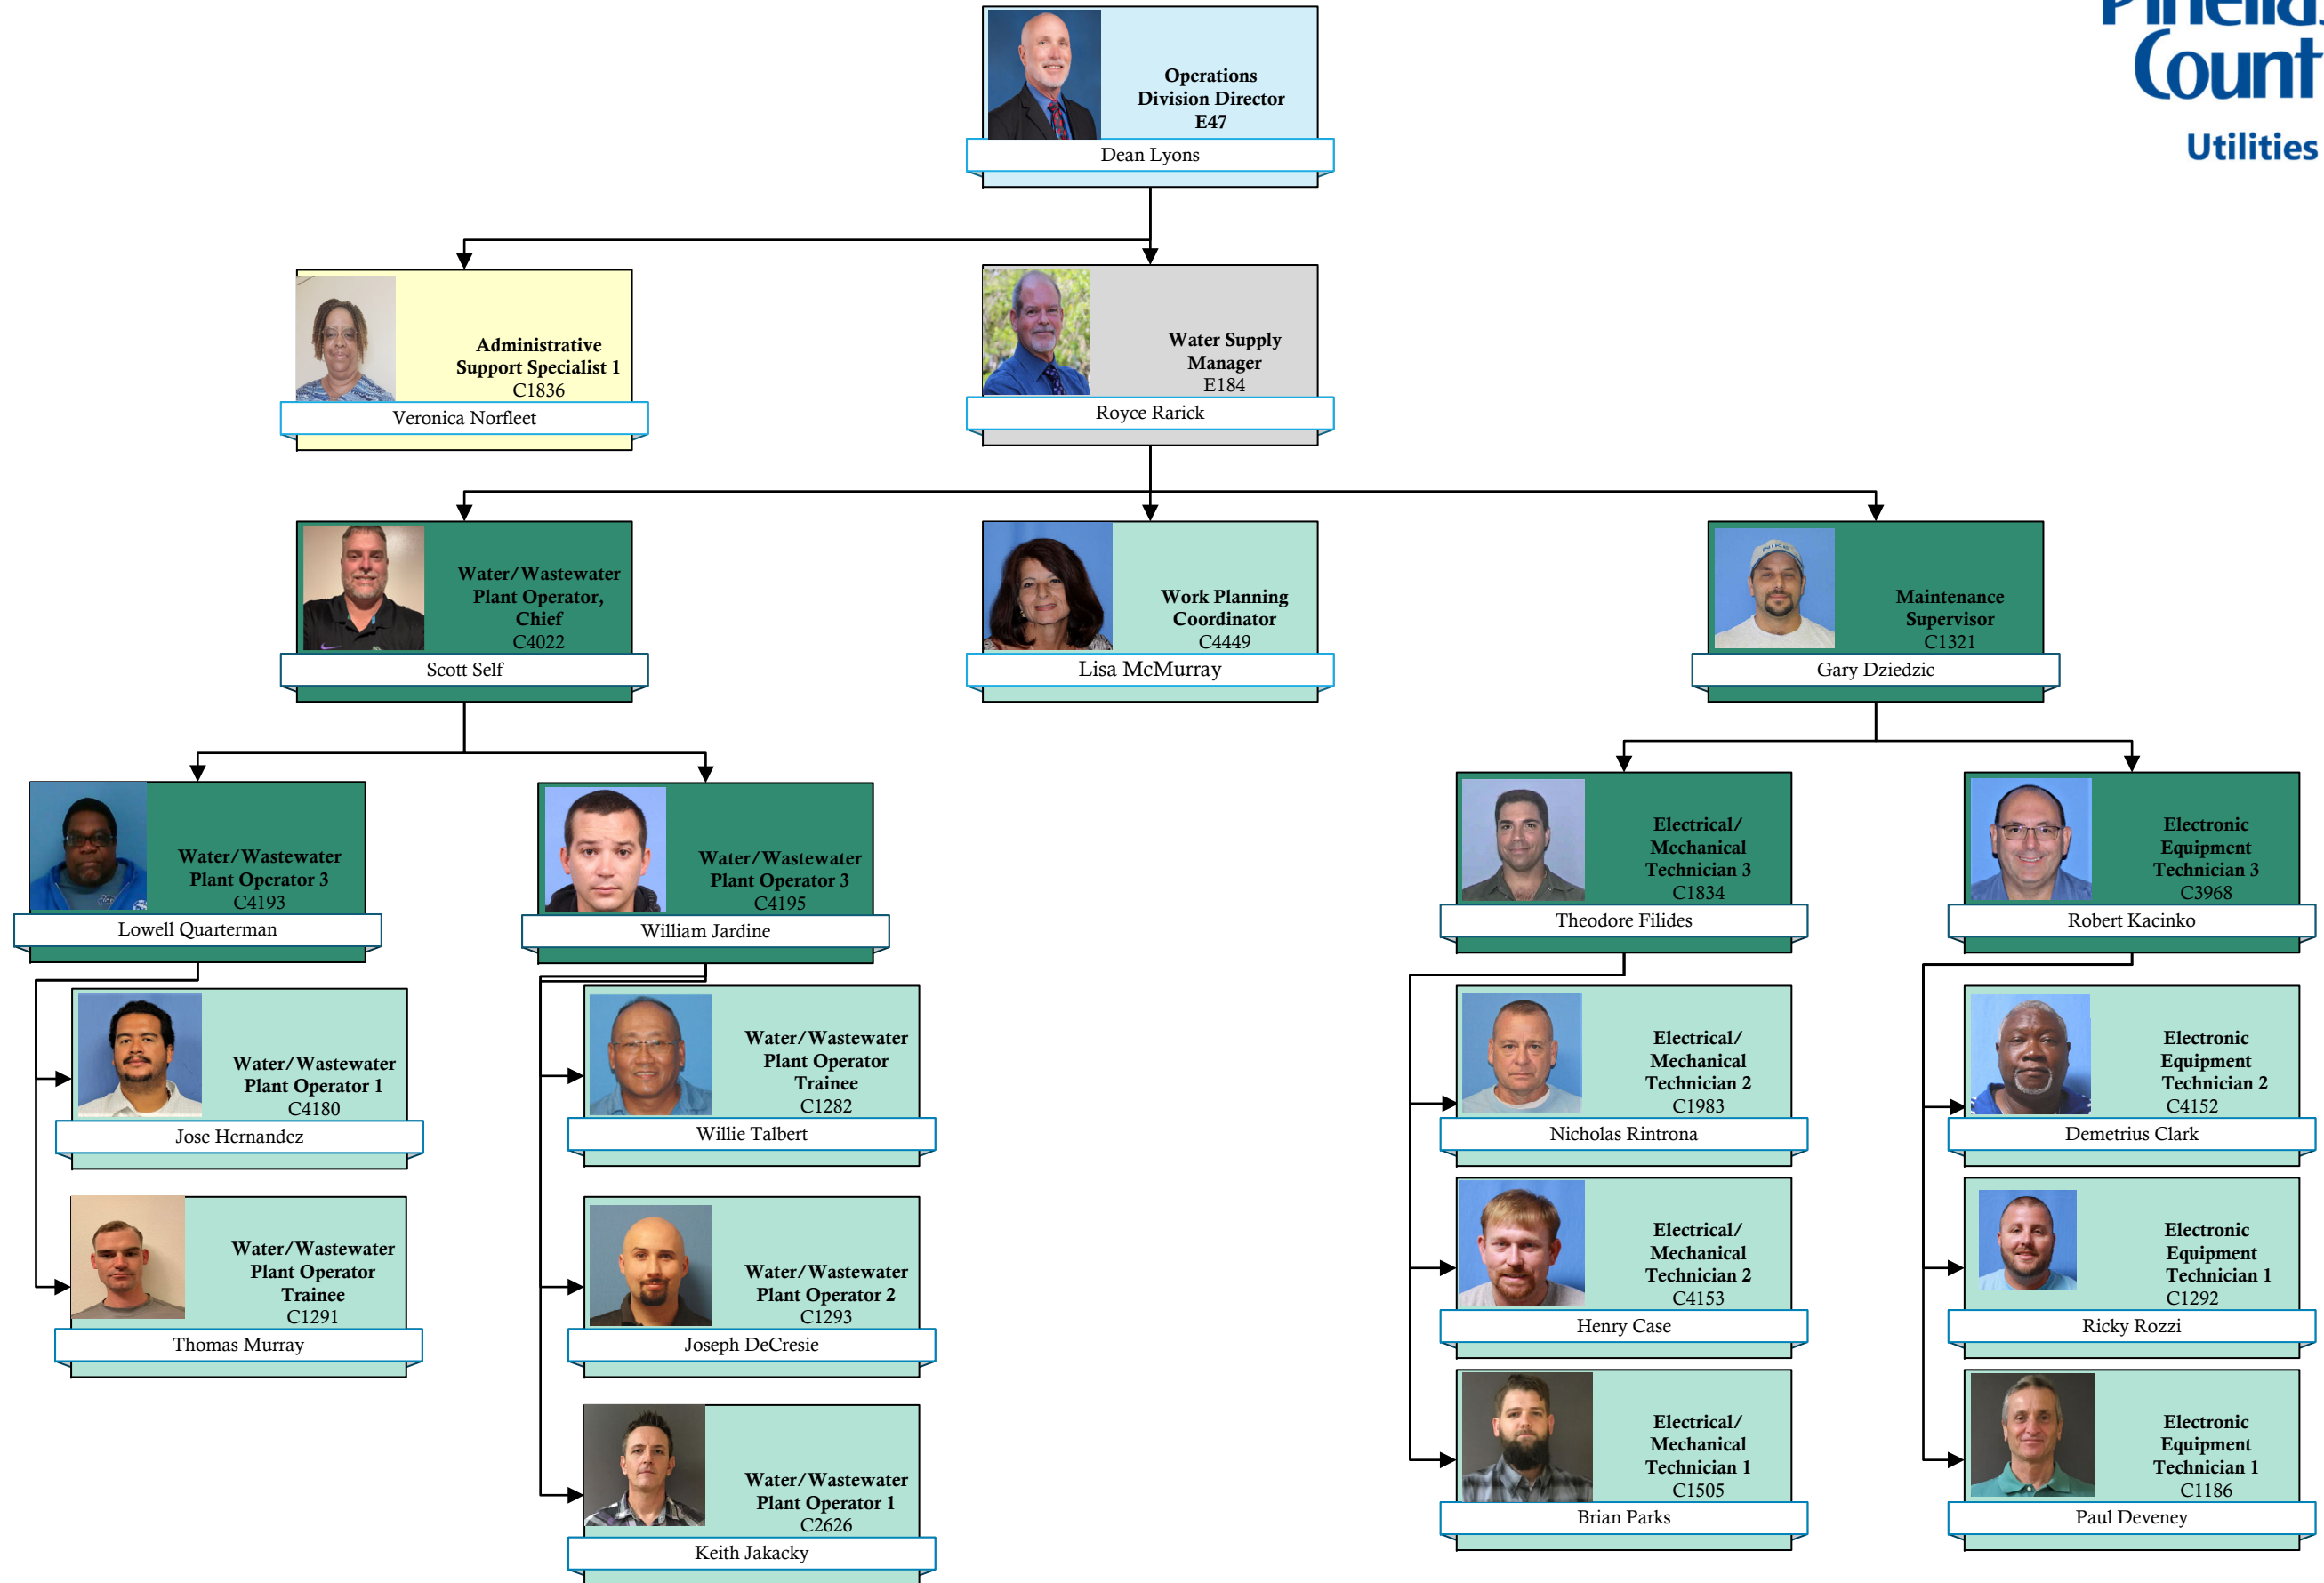 Count
Utilities
Operations
Division Director
E47
Dean Lyons
Administrative
Support Specialist 1
C1836
Veronica Norfleet
Water Supply
Manager
E184
Royce Rarick
Water/Wastewater
Plant Operator,
Chief
C4022
Scott Self
Work Planning
Coordinator
C4449
Lisa McMurray
NIKE
Maintenance
Supervisor
C1321
Gary Dziedzic
Water/Wastewater
Plant Operator 3
C4193
Lowell Quarterman
Water/Wastewater
Plant Operator 3
C4195
William Jardine
Electrical/
Mechanical
Technician 3
C1834
Theodore Filides
Electronic
Equipment
Technician 3
C3968
Robert Kacinko
Water/Wastewater
Plant Operator 1
C4180
Jose Hernandez
Water/Wastewater
Plant Operator
Trainee
C1282
Willie Talbert
Electrical/
Mechanical
Technician 2
C1983
Nicholas Rintrona
Electronic
Equipment
Technician 2
C4152
Demetrius Clark
Water/Wastewater
Plant Operator
Trainee
C1291
Thomas Murray
Water/Wastewater
Plant Operator 2
C1293
Joseph DeCresie
Electrical/
Mechanical
Technician 2
C4153
Henry Case
Electronic
Equipment
Technician 1
C1292
Ricky Rozzi
Water/Wastewater
Plant Operator 1
C2626
Keith Jakacky
Electrical/
Mechanical
Technician 1
C1505
Brian Parks
Electronic
Equipment
Technician 1
C1186
Paul Deveney